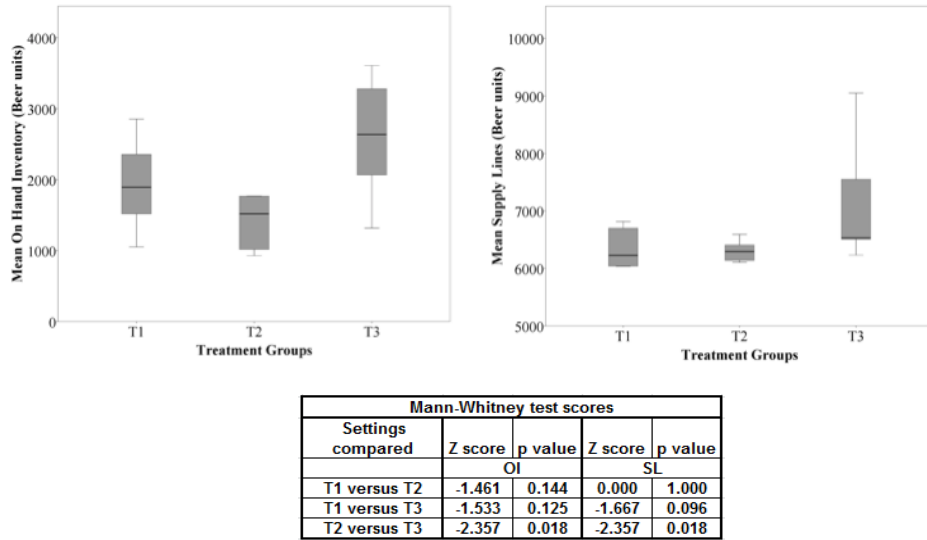 Mean On Hand Inventory (Beer units)
4000
3000
2000
1000
0
T1 T2 T3
Treatment Groups
Mean Supply Lines (Beer units)
10000
9000
8000
7000
6000
5000
T1 T2 T3
Treatment Groups
Mann-Whitney test scores
Settings compared Z score p value Z score p value
OI SL
T1 versus T2 -1.461 0.144 0.000 1.000
T1 versus T3 -1.533 0.125 -1.667 0.096
T2 versus T3 -2.357 0.018 -2.357 0.018